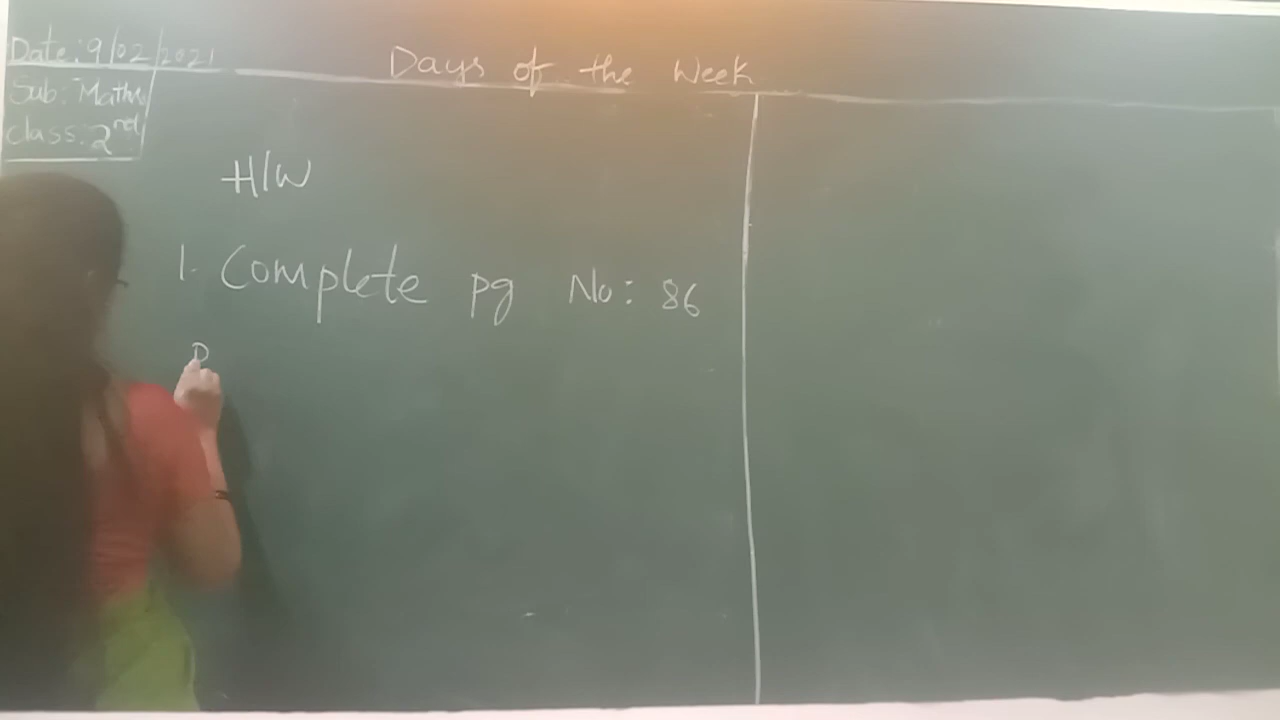 Date: 9/02/2021
Days of the Week
Sub: Maths
Class: 2nd
H/W
1. Complete pg No: 86